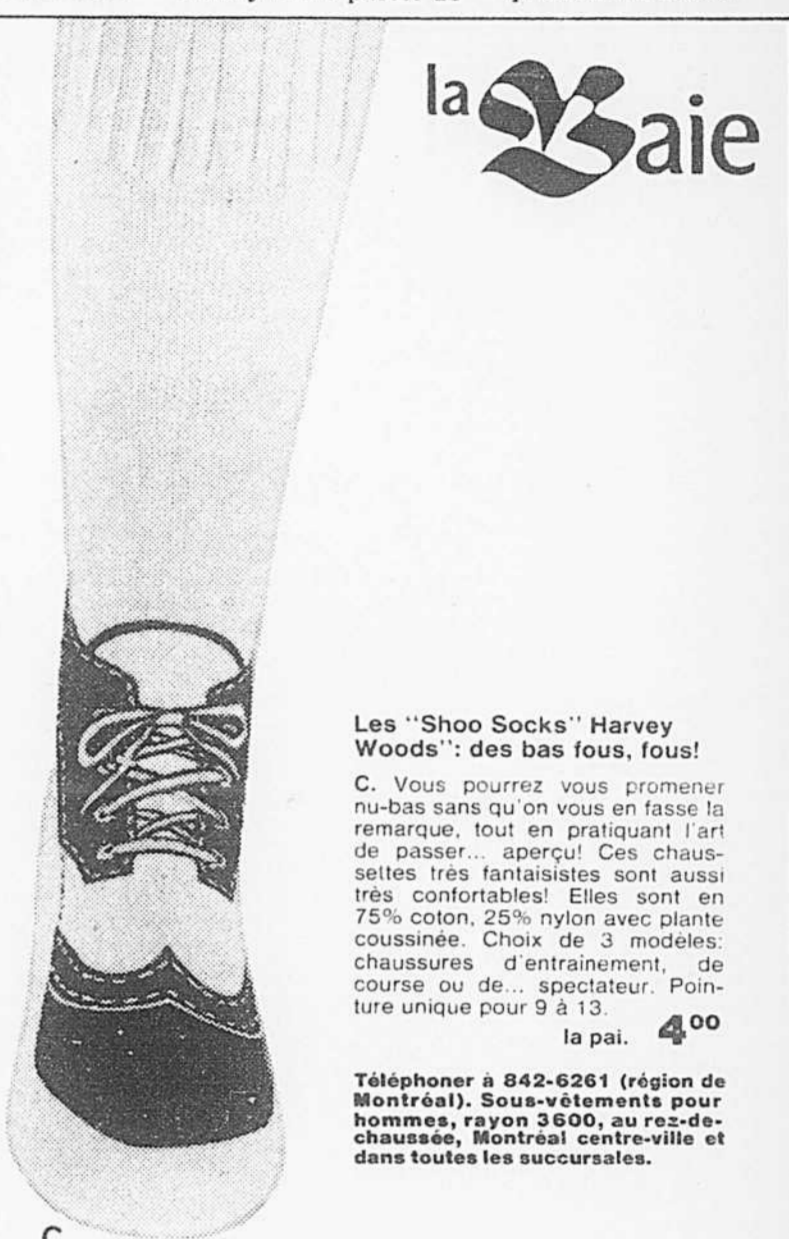 la Baie
Les "Shoo Socks" Harvey
Woods": des bas fous, fous!
C. Vous pourrez vous promener
nu-bas sans qu'on vous en fasse la
remarque, tout en pratiquant l'art
de passer... aperçu! Ces chaus-
settes très fantaisistes sont aussi
très confortables! Elles sont en
75% coton, 25% nylon avec plante
coussinée. Choix de 3 modèles:
chaussures d'entrainement, de
course ou de... spectateur. Poin-
ture unique pour 9 à 13.
la pai. 4.00
Téléphoner à 842-6261 (région de
Montréal). Sous-vêtements pour
hommes, rayon 3600, au rez-de-
chaussée, Montréal centre-ville et
dans toutes les succursales.
C